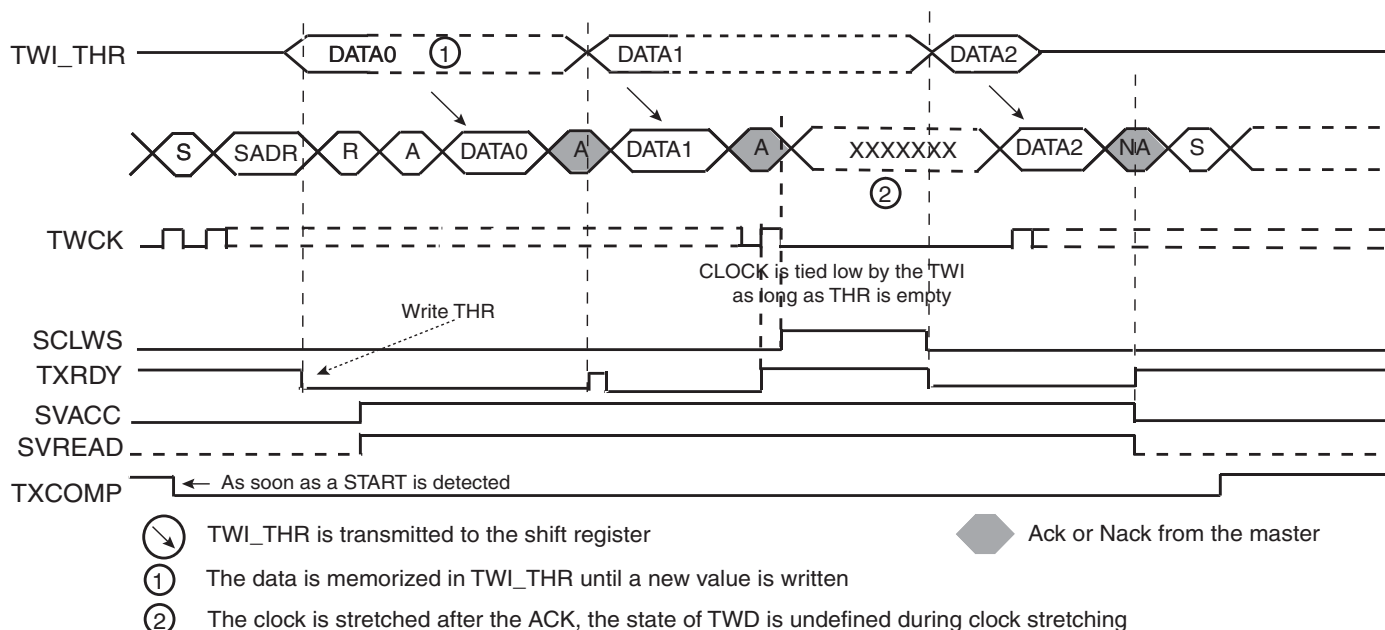 TWI_THR DATA0 1 DATA1 DATA2
S SADR R A DATA0 A DATA1 A XXXXXXX DATA2 NA S
2
TWCK
CLOCK is tied low by the TWI
as long as THR is empty
Write THR
SCLWS
TXRDY
SVACC
SVREAD
TXCOMP As soon as a START is detected
TWI_THR is transmitted to the shift register Ack or Nack from the master
1 The data is memorized in TWI_THR until a new value is written
2 The clock is stretched after the ACK, the state of TWD is undefined during clock stretching